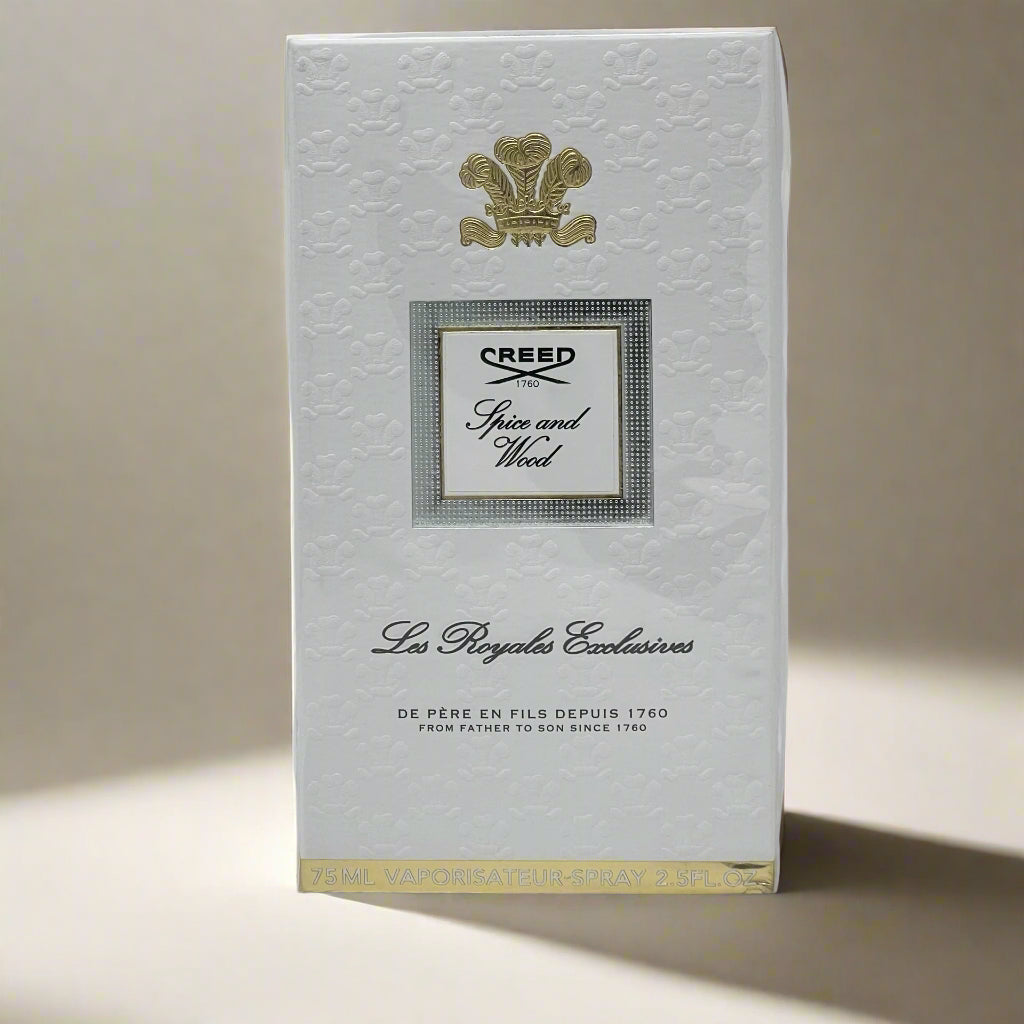 CREED
1760
Spice and
Wood
Les Royales Exclusives
DE PÈRE EN FILS DEPUIS 1760
FROM FATHER TO SON SINCE 1760
75 ML VAPORISATEUR-SPRAY 2.5FL.OZ.